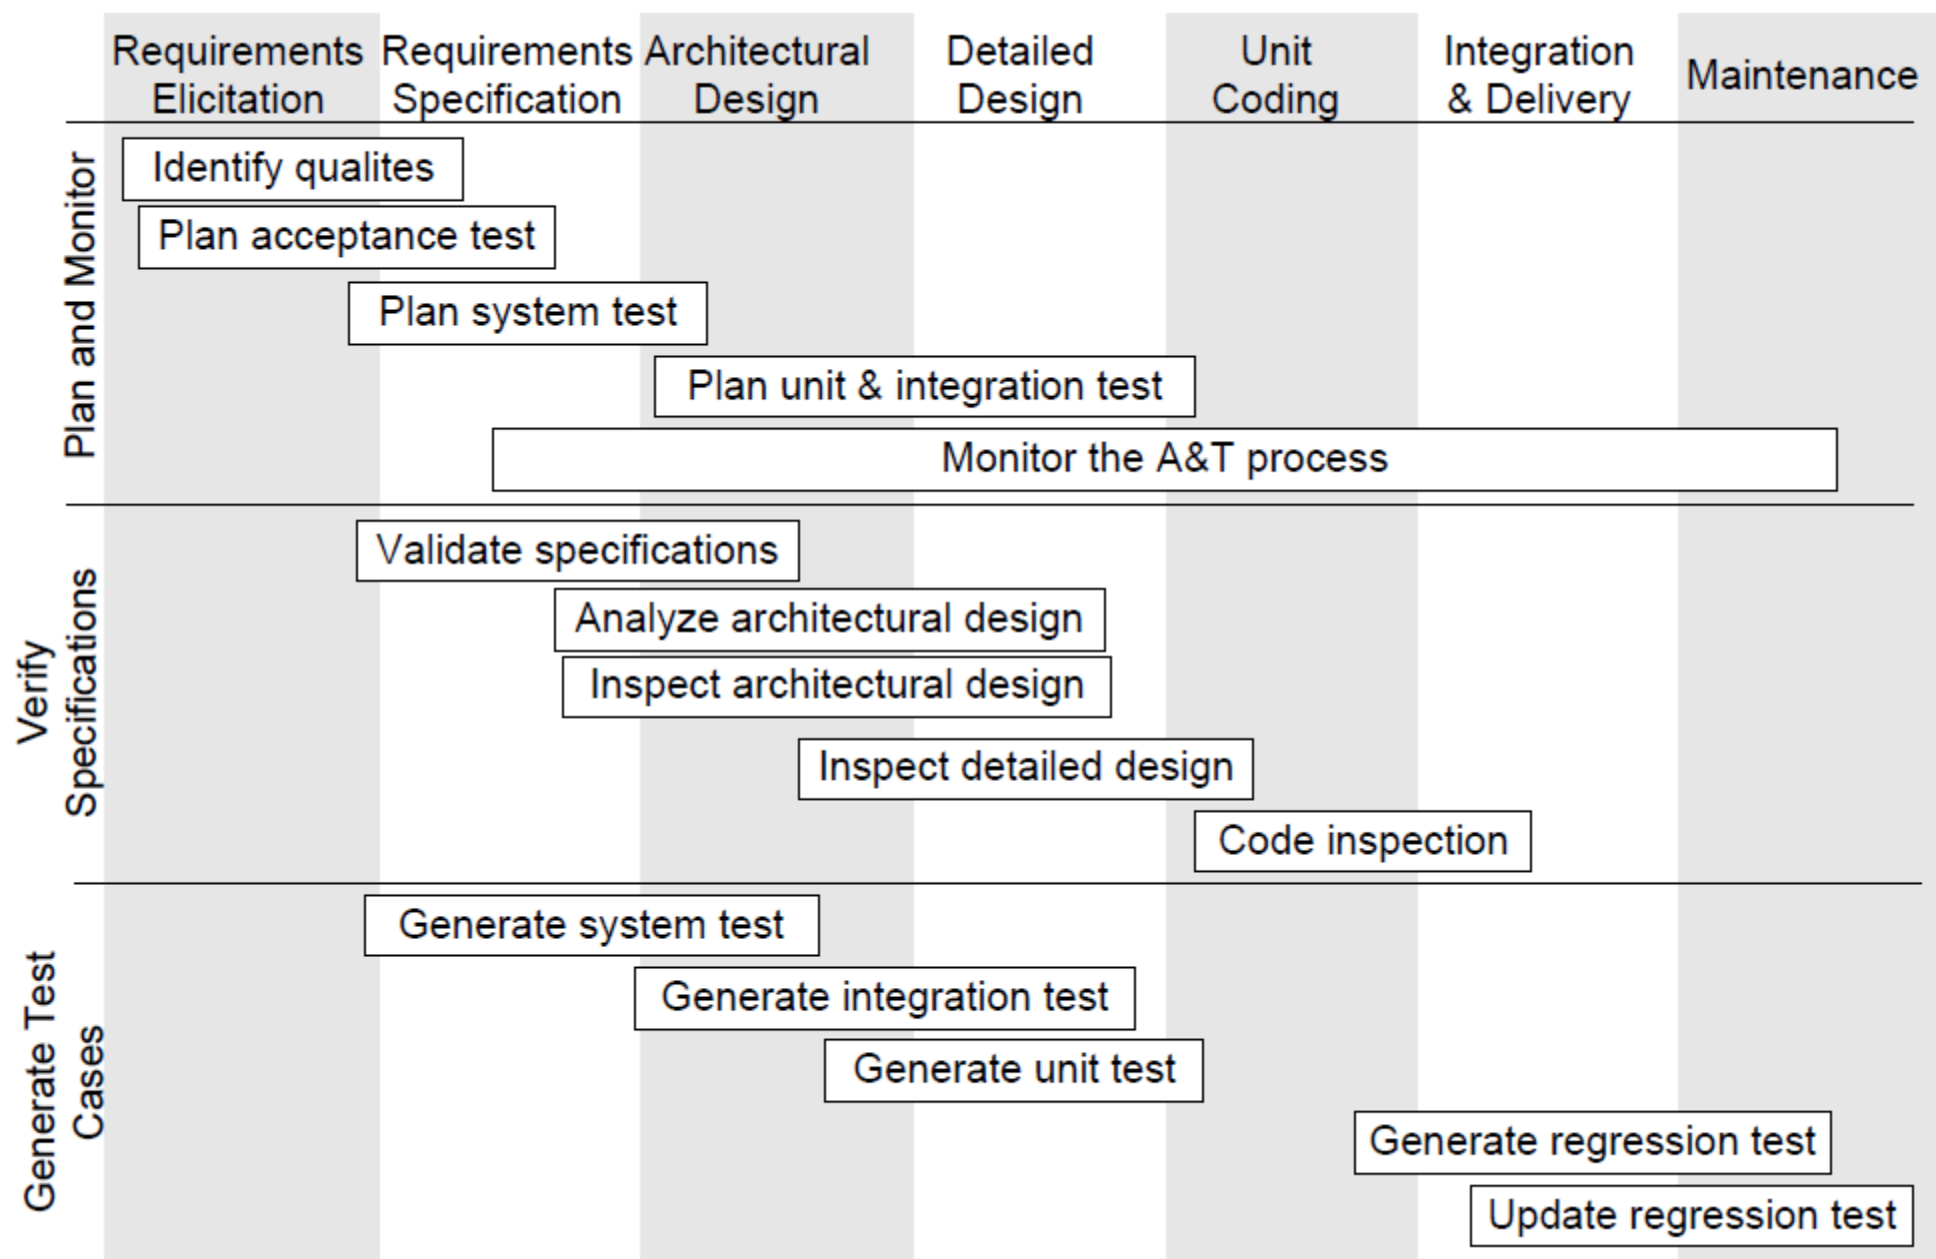 Requirements
Elicitation
Requirements
Specification
Architectural
Design
Detailed
Design
Unit
Coding
Integration
& Delivery
Maintenance
Plan and Monitor
Identify qualites
Plan acceptance test
Plan system test
Plan unit & integration test
Monitor the A&T process
Verify
Specifications
Validate specifications
Analyze architectural design
Inspect architectural design
Inspect detailed design
Code inspection
Generate Test
Cases
Generate system test
Generate integration test
Generate unit test
Generate regression test
Update regression test